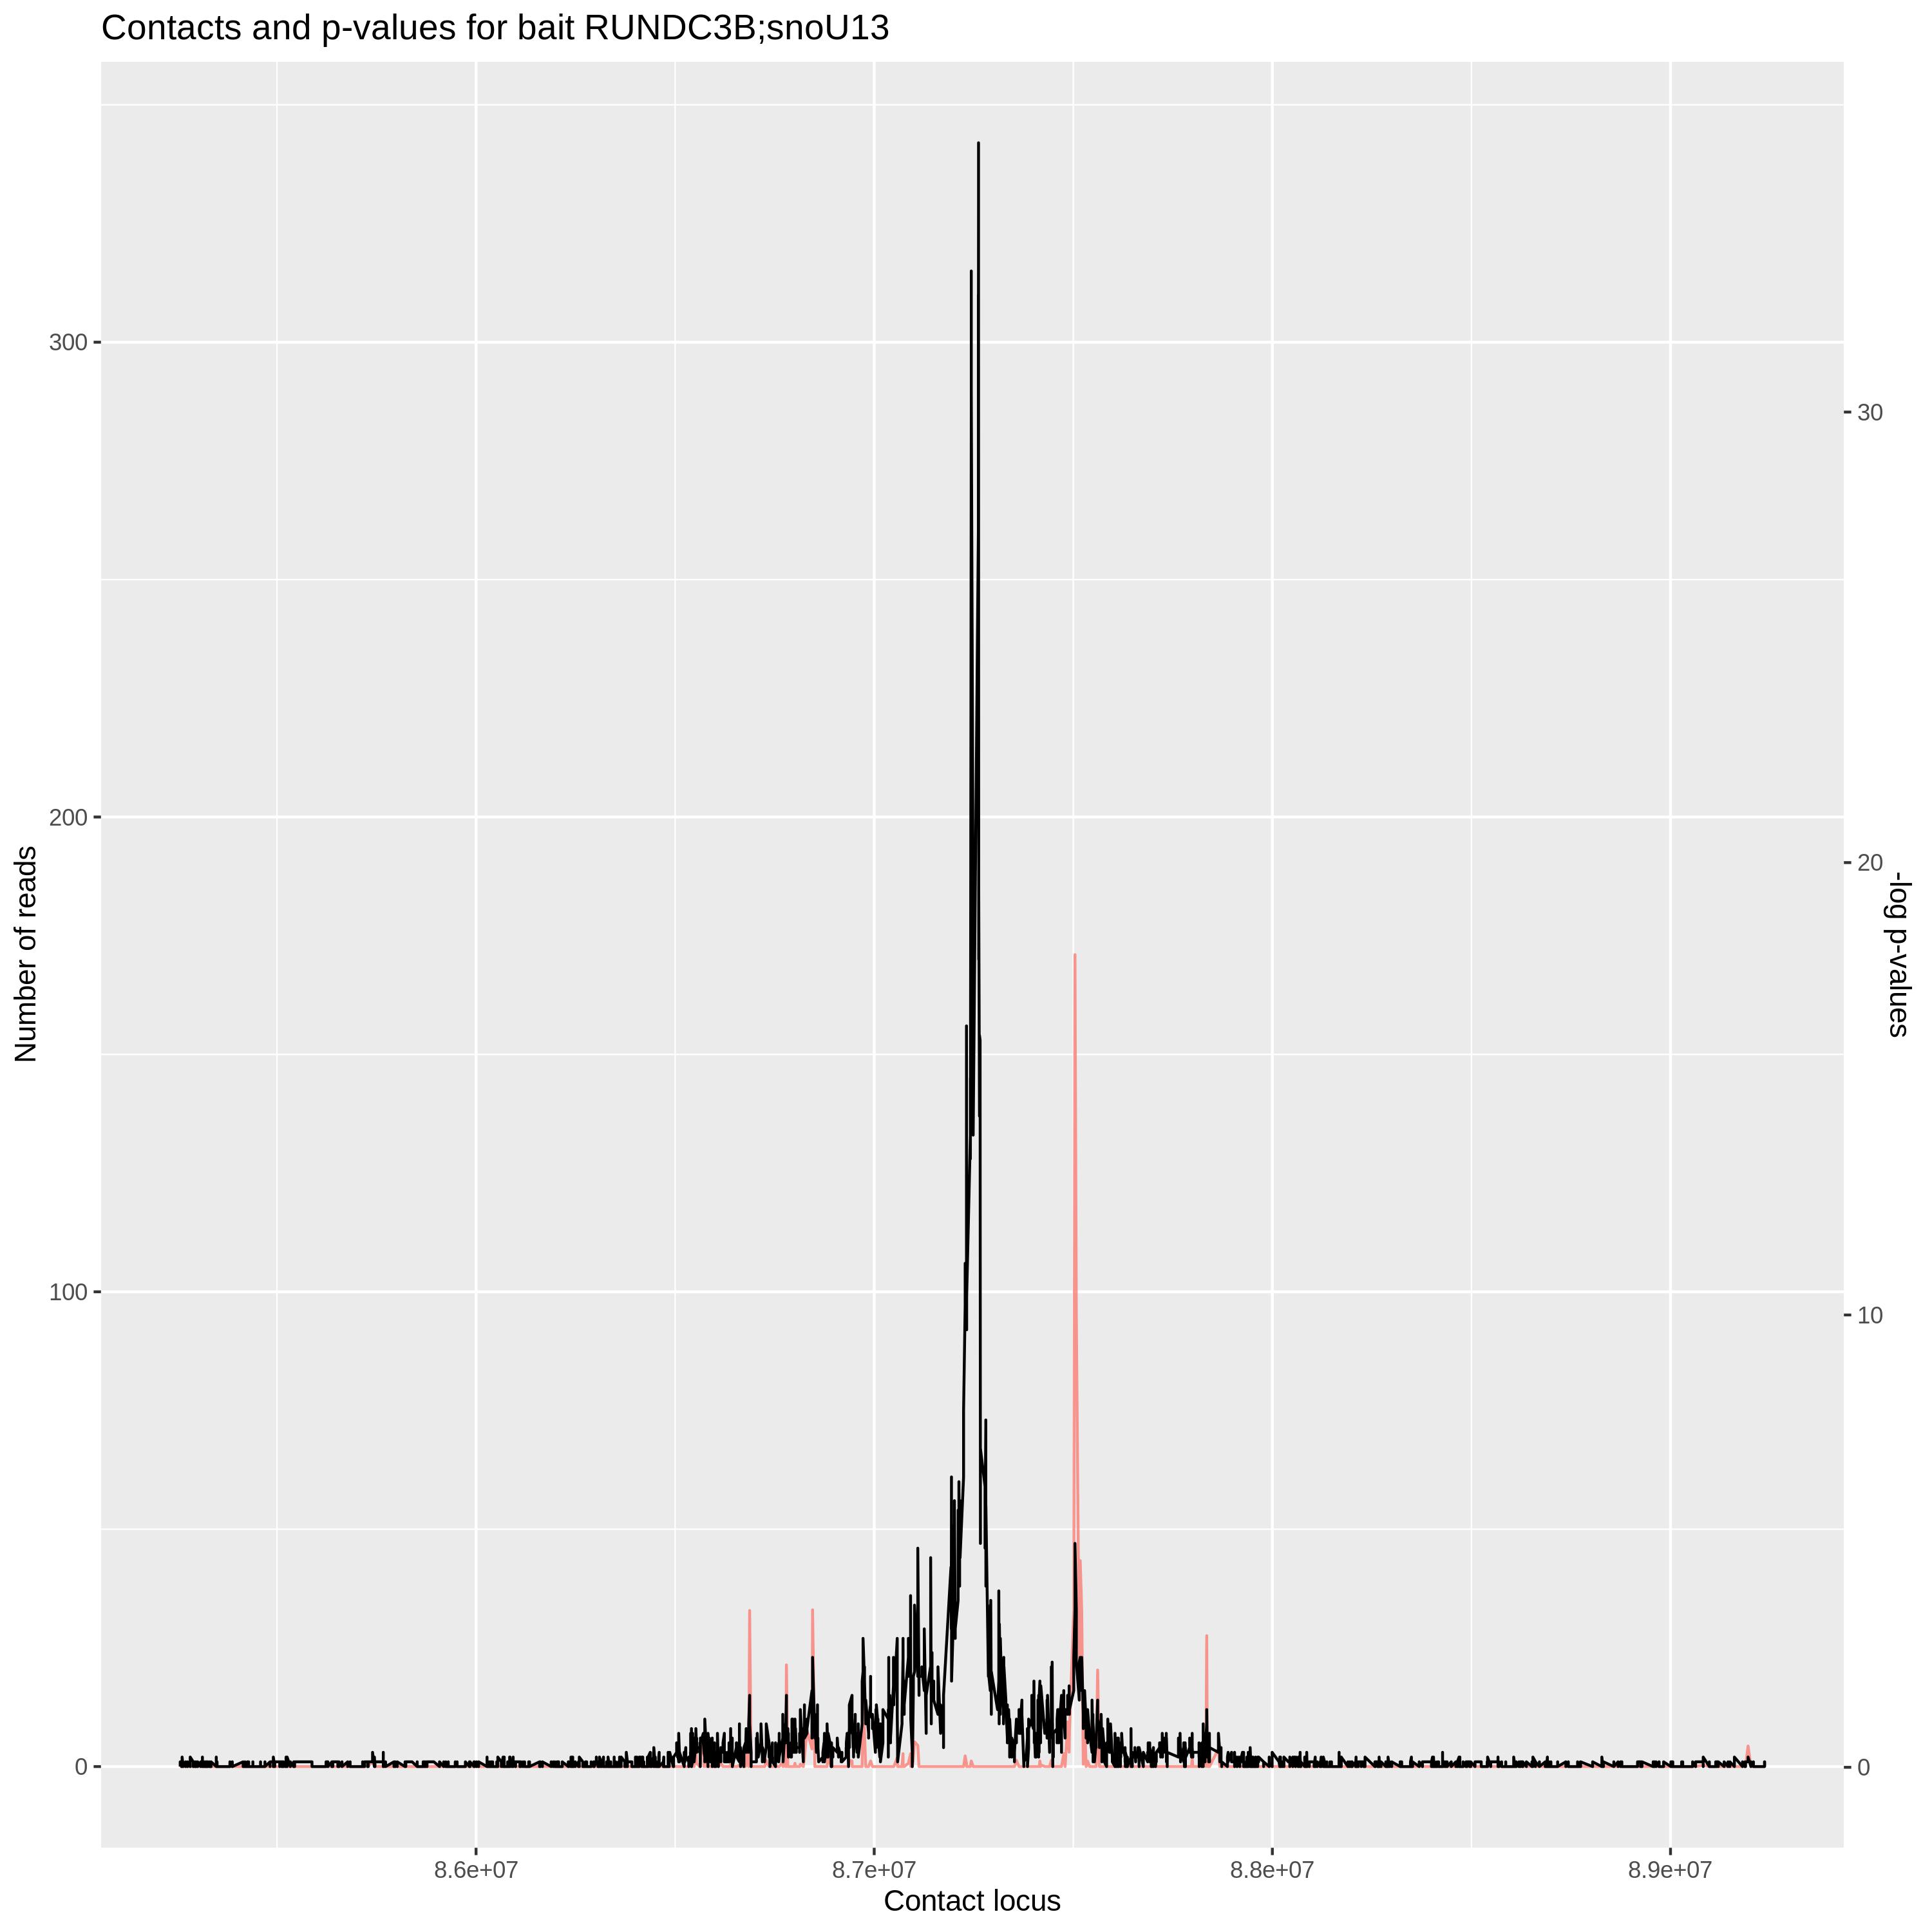 Contacts and p-values for bait RUNDC3B;snoU13
300
200
100
0
Number of reads
30
20
10
0
-log p-values
8.6e+07
8.7e+07
8.8e+07
8.9e+07
Contact locus